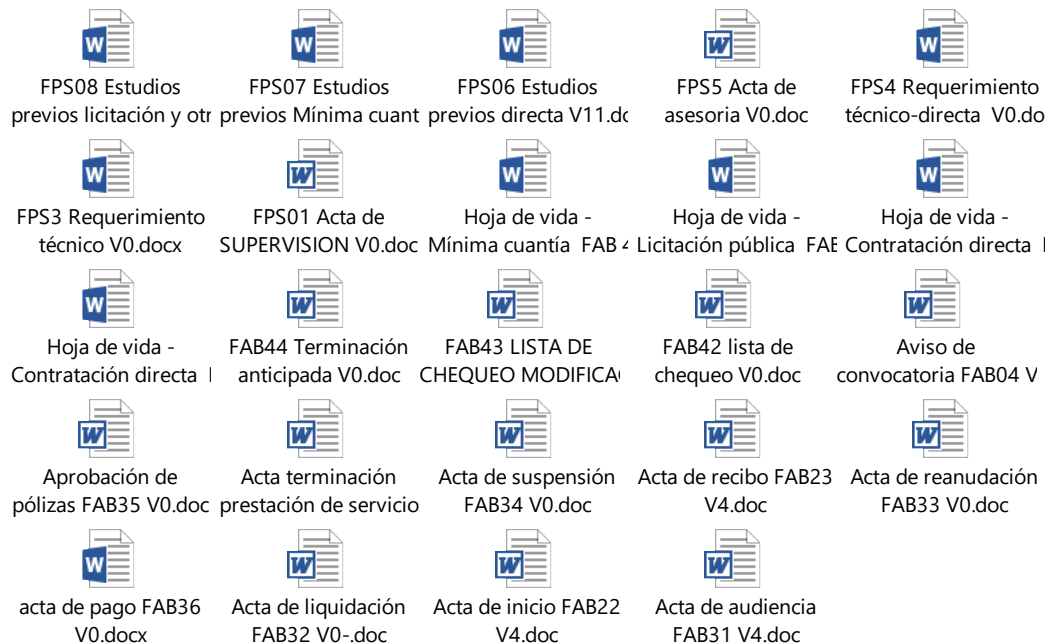 FPS08 Estudios
previos licitación y otr
FPS07 Estudios
previos Mínima cuant
FPS06 Estudios
previos directa V11.dc
FPS5 Acta de
asesoria V0.doc
FPS4 Requerimiento
técnico-directa V0.do
FPS3 Requerimiento
técnico V0.docx
FPS01 Acta de
SUPERVISION V0.doc
Hoja de vida -
Mínima cuantía FAB 4
Hoja de vida -
Licitación pública FAE
Hoja de vida -
Contratación directa
Hoja de vida -
Contratación directa
FAB44 Terminación
anticipada V0.doc
FAB43 LISTA DE
CHEQUEO MODIFICA
FAB42 lista de
chequeo V0.doc
Aviso de
convocatoria FAB04 V
Aprobación de
pólizas FAB35 V0.doc
Acta terminación
prestación de servicio
Acta de suspensión
FAB34 V0.doc
Acta de recibo FAB23
V4.doc
Acta de reanudación
FAB33 V0.doc
acta de pago FAB36
V0.docx
Acta de liquidación
FAB32 V0-.doc
Acta de inicio FAB22
V4.doc
Acta de audiencia
FAB31 V4.doc